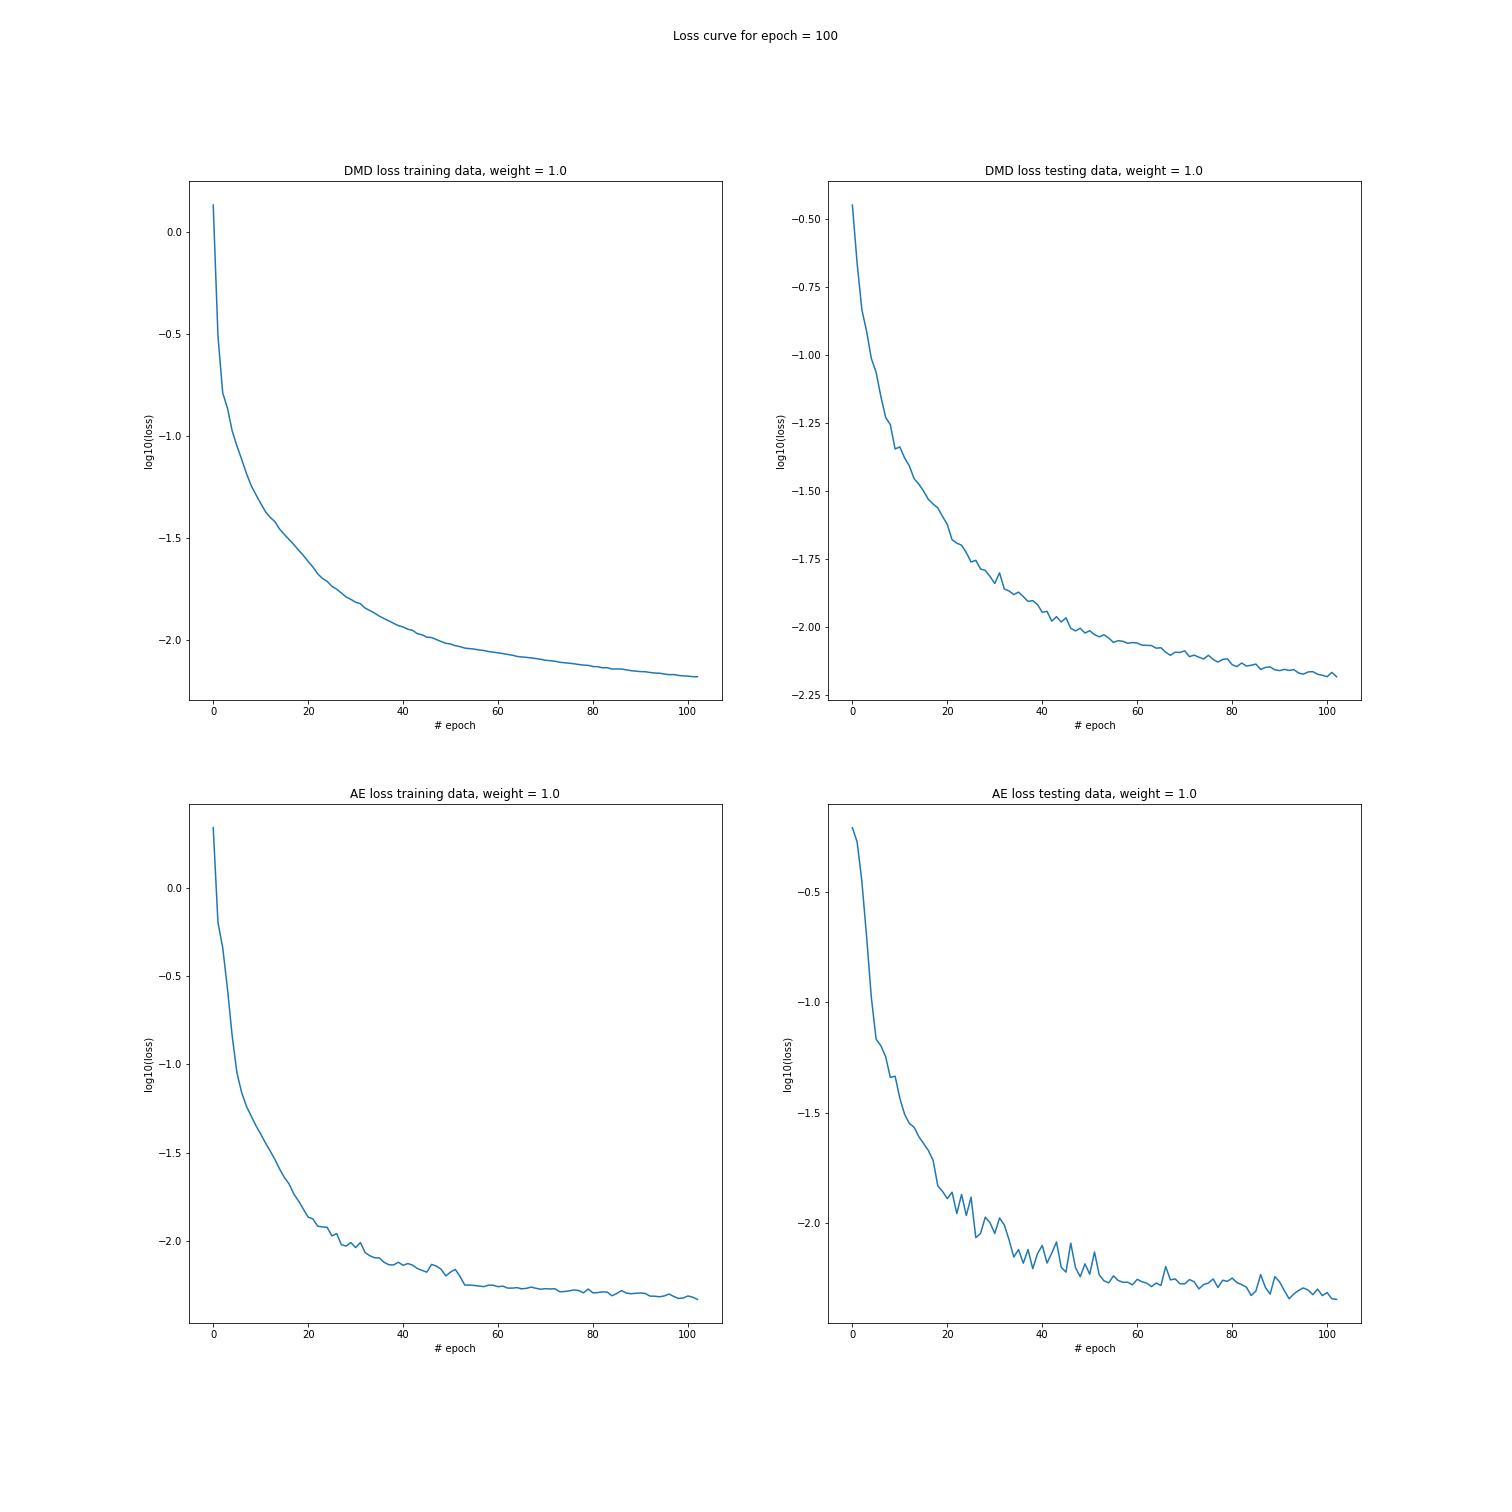 Loss curve for epoch = 100
DMD loss training data, weight = 1.0
0.0
−0.5
−1.0
−1.5
−2.0
log10(loss)
0 20 40 60 80 100
# epoch
DMD loss testing data, weight = 1.0
−0.50
−0.75
−1.00
−1.25
−1.50
−1.75
−2.00
−2.25
log10(loss)
0 20 40 60 80 100
# epoch
AE loss training data, weight = 1.0
0.0
−0.5
−1.0
−1.5
−2.0
log10(loss)
0 20 40 60 80 100
# epoch
AE loss testing data, weight = 1.0
−0.5
−1.0
−1.5
−2.0
log10(loss)
0 20 40 60 80 100
# epoch